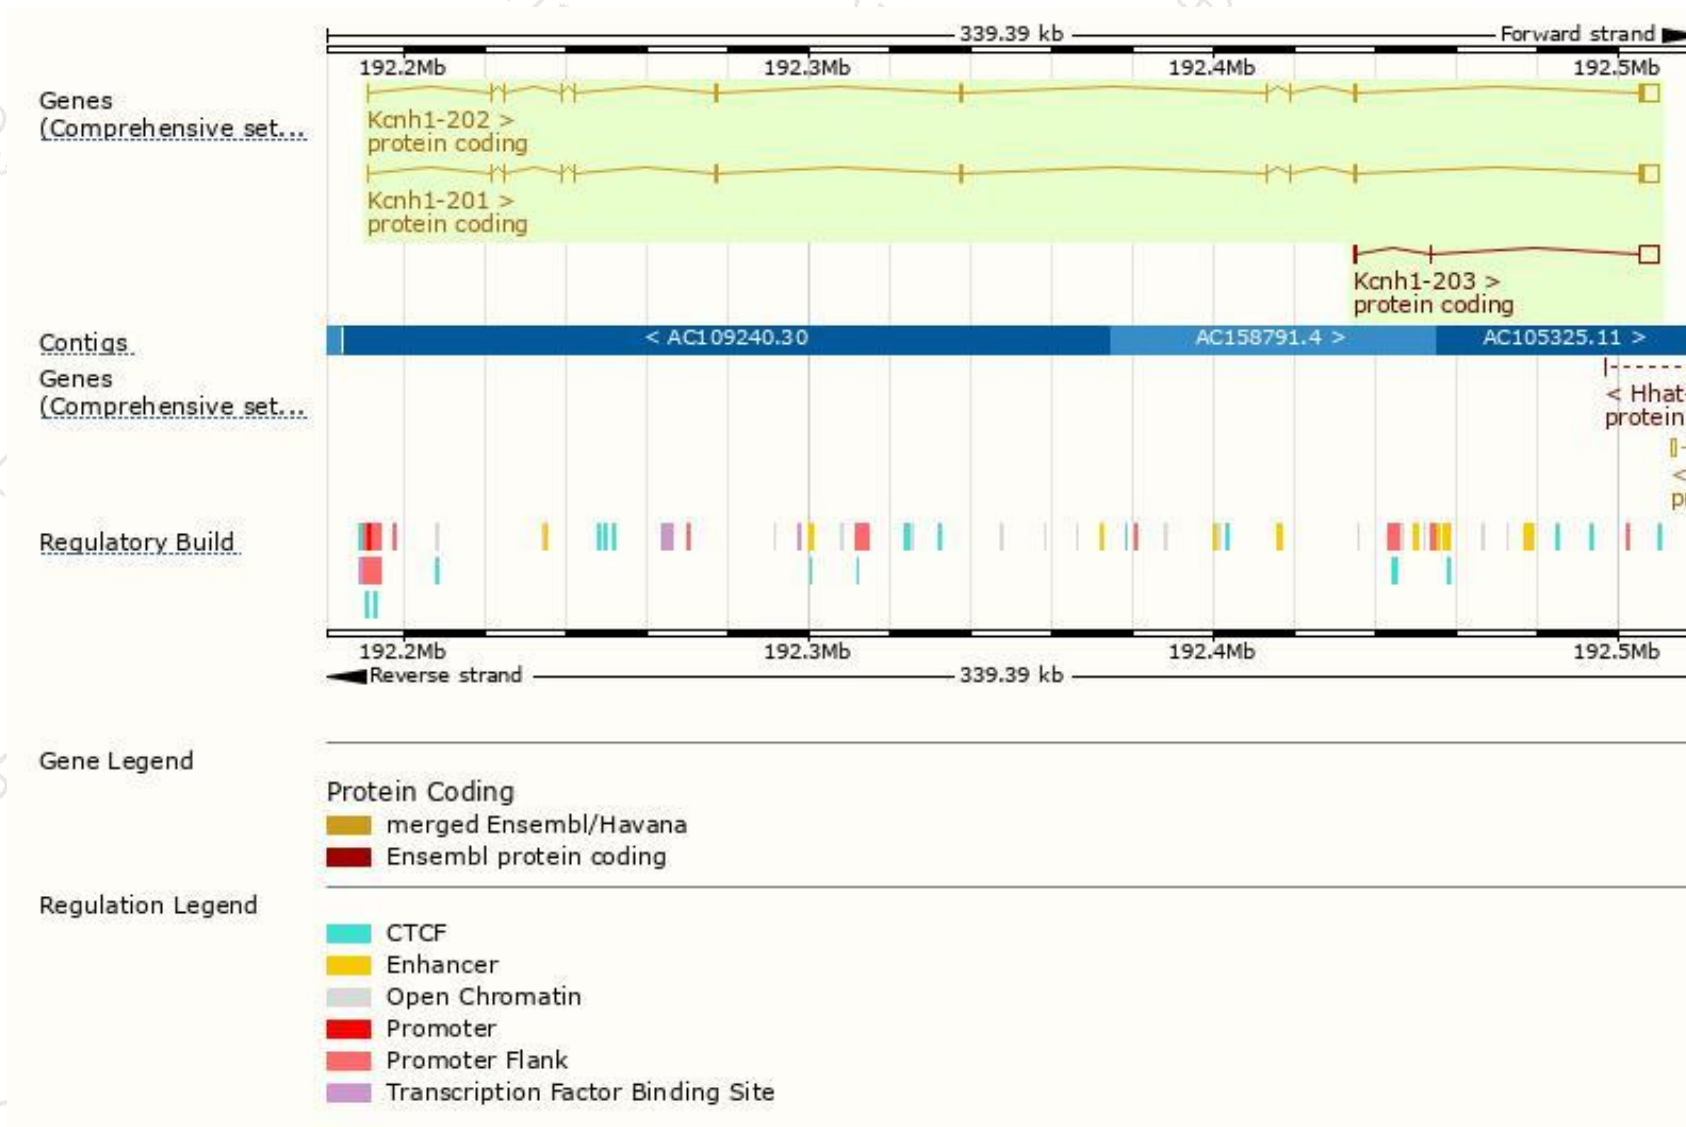 339.39 kb
Forward strand
192.2Mb 192.3Mb 192.4Mb 192.5Mb
Genes
(Comprehensive set...
Kcnh1-202 >
protein coding
Kcnh1-201 >
protein coding
Kcnh1-203 >
protein coding
Contigs
< AC109240.30 AC158791.4 > AC105325.11 >
Genes
(Comprehensive set...
< Hhat-
protein
<
Regulatory Build
192.2Mb 192.3Mb 192.4Mb 192.5Mb
Reverse strand 339.39 kb
Gene Legend
Protein Coding
merged Ensembl/Havana
Ensembl protein coding
Regulation Legend
CTCF
Enhancer
Open Chromatin
Promoter
Promoter Flank
Transcription Factor Binding Site